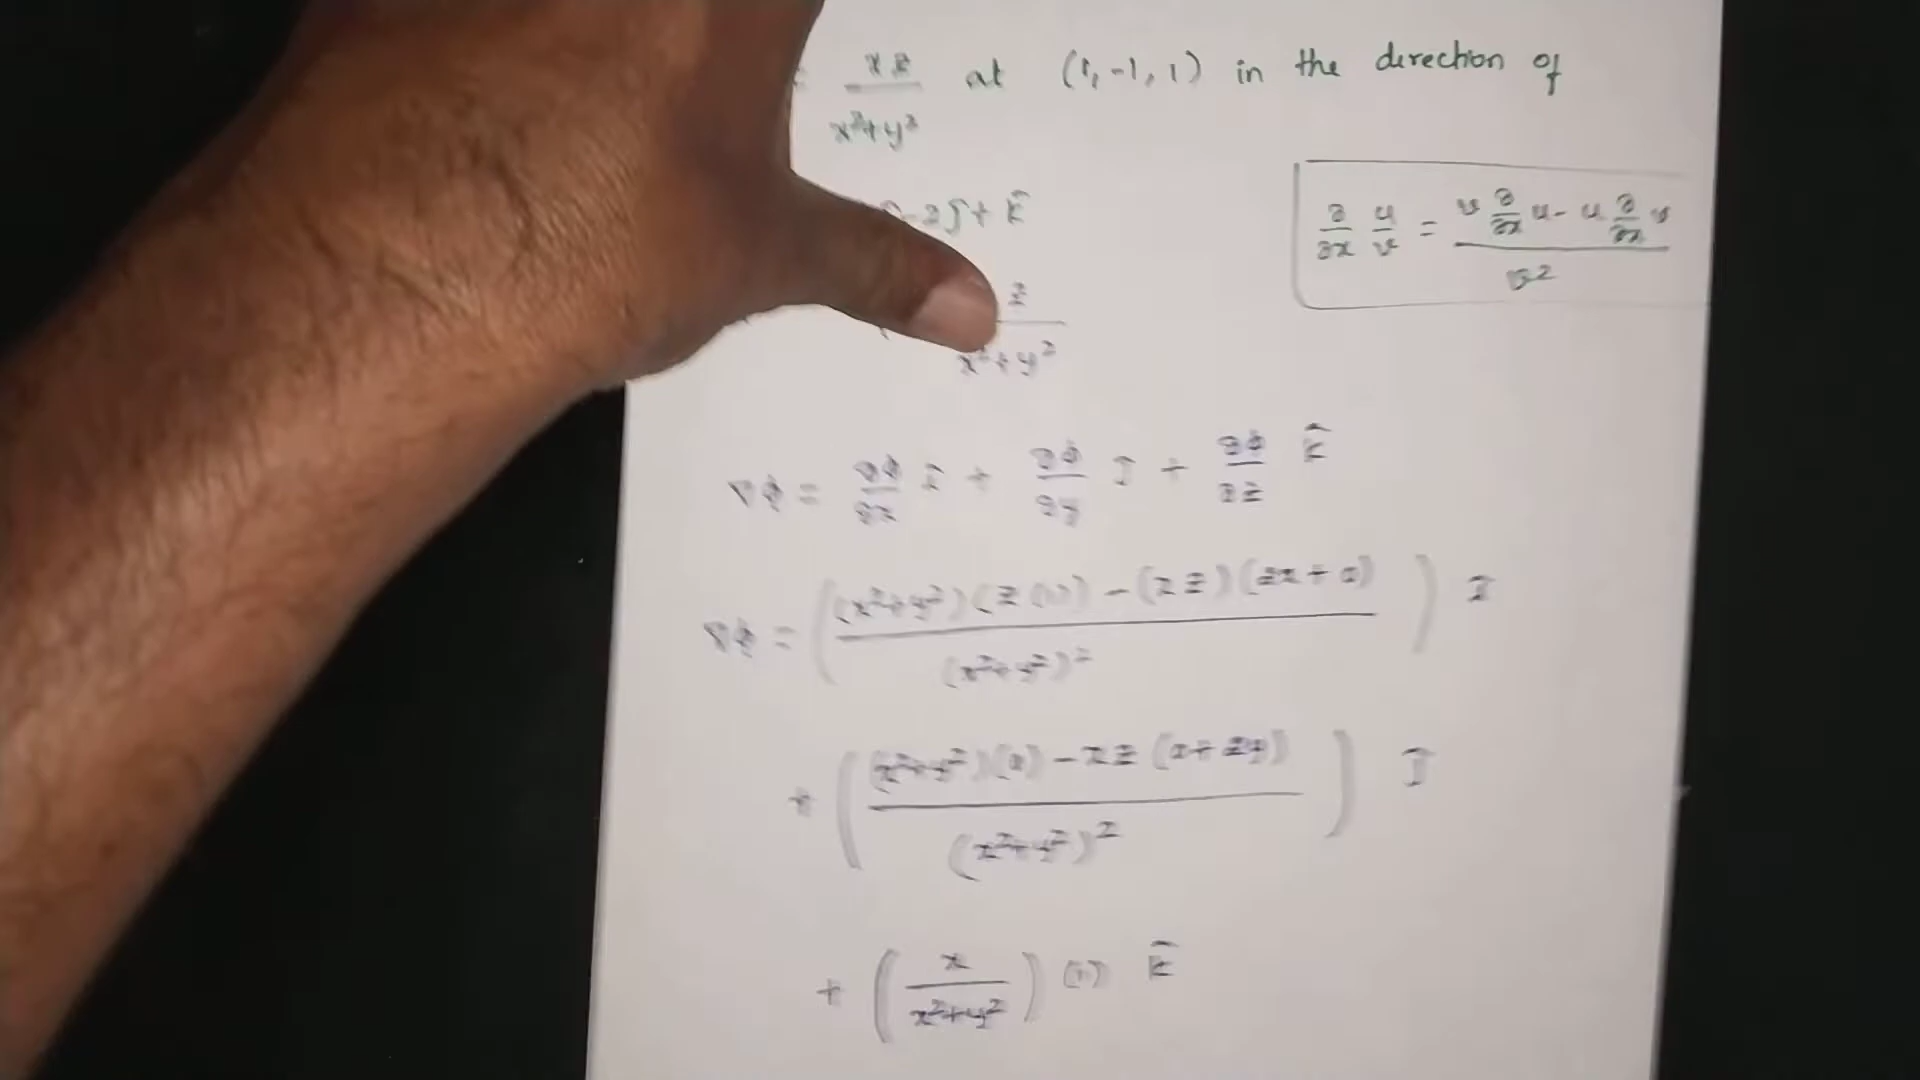 = xz / x²+y² at (1, -1, 1) in the direction of
-2j + k̂
∂/∂x u/v = (v ∂/∂x u - u ∂/∂x v) / v²
z / x²+y²
∇φ = ∂φ/∂x î + ∂φ/∂y j + ∂φ/∂z k̂
∇φ = ( (x²+y²)(z(1)) - (xz)(2x+0) / (x²+y²)² ) i
+ ( (x²+y²)(0) - xz(0+2y) / (x²+y²)² ) j
+ ( x / x²+y² ) (1) k̂